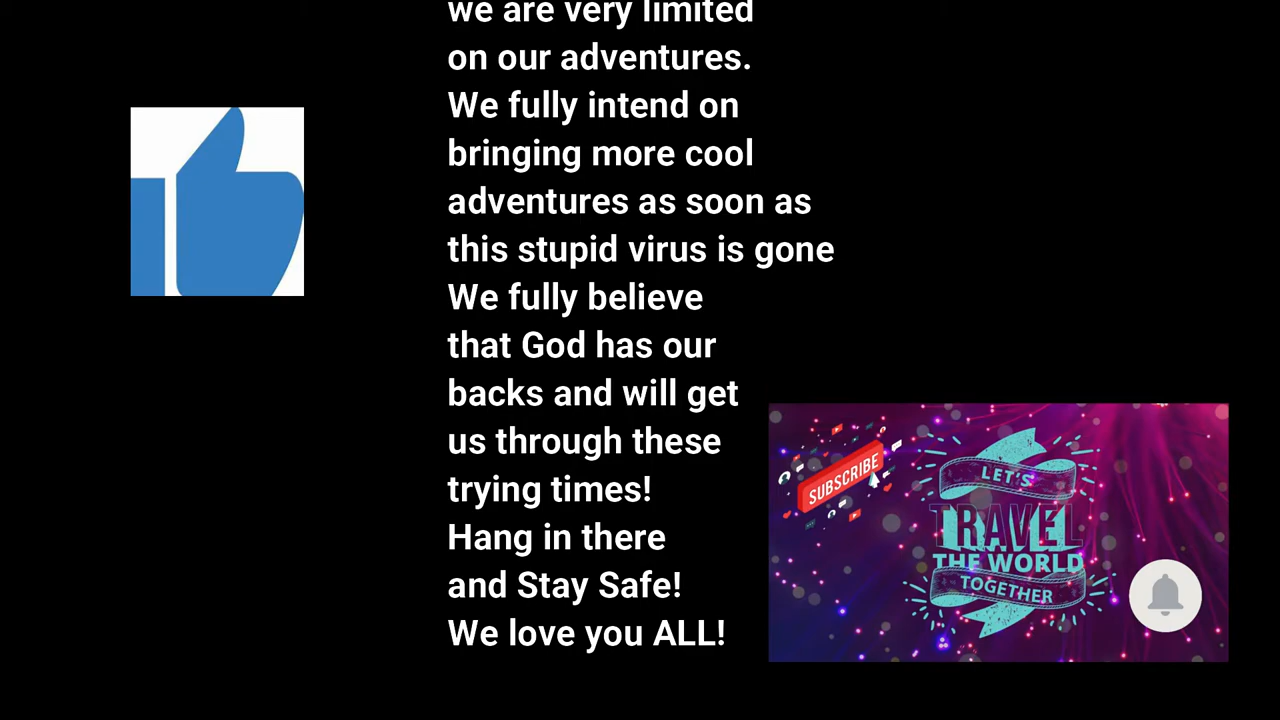 we are very limited
on our adventures.
We fully intend on
bringing more cool
adventures as soon as
this stupid virus is gone
We fully believe
that God has our
backs and will get
us through these
trying times!
Hang in there
and Stay Safe!
We love you ALL!
SUBSCRIBE
LET'S
TRAVEL
THE WORLD
TOGETHER